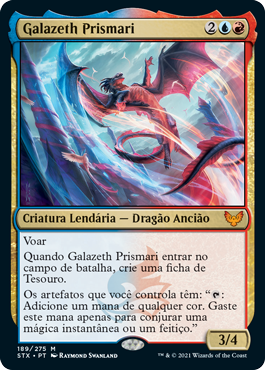 Galazeth Prismari 2
Criatura Lendária — Dragão Ancião
Voar
Quando Galazeth Prismari entrar no
campo de batalha, crie uma ficha de
Tesouro.
Os artefatos que você controla têm: “:
Adicione um mana de qualquer cor. Gaste
este mana apenas para conjurar uma
mágica instantânea ou um feitiço.”
3/4
189/275 M
STX • PT RAYMOND SWANLAND
™ & © 2021 Wizards of the Coast